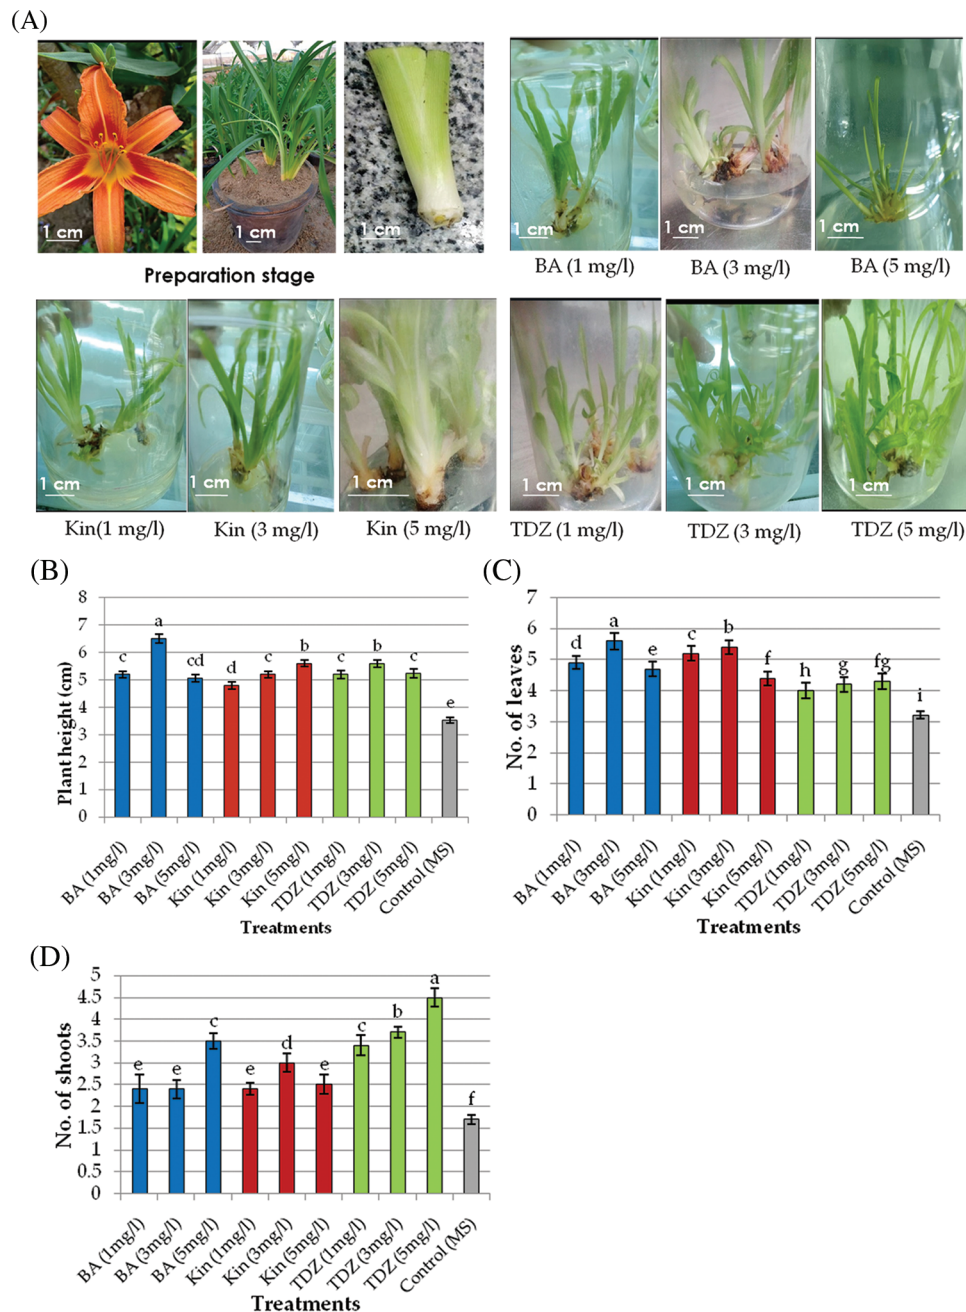 (A)
1 cm
1 cm
1 cm
1 cm
1 cm
1 cm
Preparation stage
BA (1 mg/l)
BA (3 mg/l)
BA (5 mg/l)
1 cm
1 cm
1 cm
1 cm
1 cm
1 cm
Kin(1 mg/l)
Kin (3 mg/l)
Kin (5 mg/l)
TDZ (1 mg/l)
TDZ (3 mg/l)
TDZ (5 mg/l)
(B)
Plant height (cm)
8
7
6
5
4
3
2
1
0
c
a
cd
d
c
b
c
b
c
e
BA (1mg/l)
BA (3mg/l)
BA (5mg/l)
Kin (1mg/l)
Kin (3mg/l)
Kin (5mg/l)
TDZ (1mg/l)
TDZ (3mg/l)
TDZ (5mg/l)
Control (MS)
Treatments
(C)
No. of leaves
7
6
5
4
3
2
1
0
d
a
e
c
b
f
h
g
fg
i
BA (1mg/l)
BA (3mg/l)
BA (5mg/l)
Kin (1mg/l)
Kin (3mg/l)
Kin (5mg/l)
TDZ (1mg/l)
TDZ (3mg/l)
TDZ (5mg/l)
Control (MS)
Treatments
(D)
No. of shoots
5
4.5
4
3.5
3
2.5
2
1.5
1
0.5
0
e
e
c
e
d
e
c
b
a
f
BA (1mg/l)
BA (3mg/l)
BA (5mg/l)
Kin (1mg/l)
Kin (3mg/l)
Kin (5mg/l)
TDZ (1mg/l)
TDZ (3mg/l)
TDZ (5mg/l)
Control (MS)
Treatments